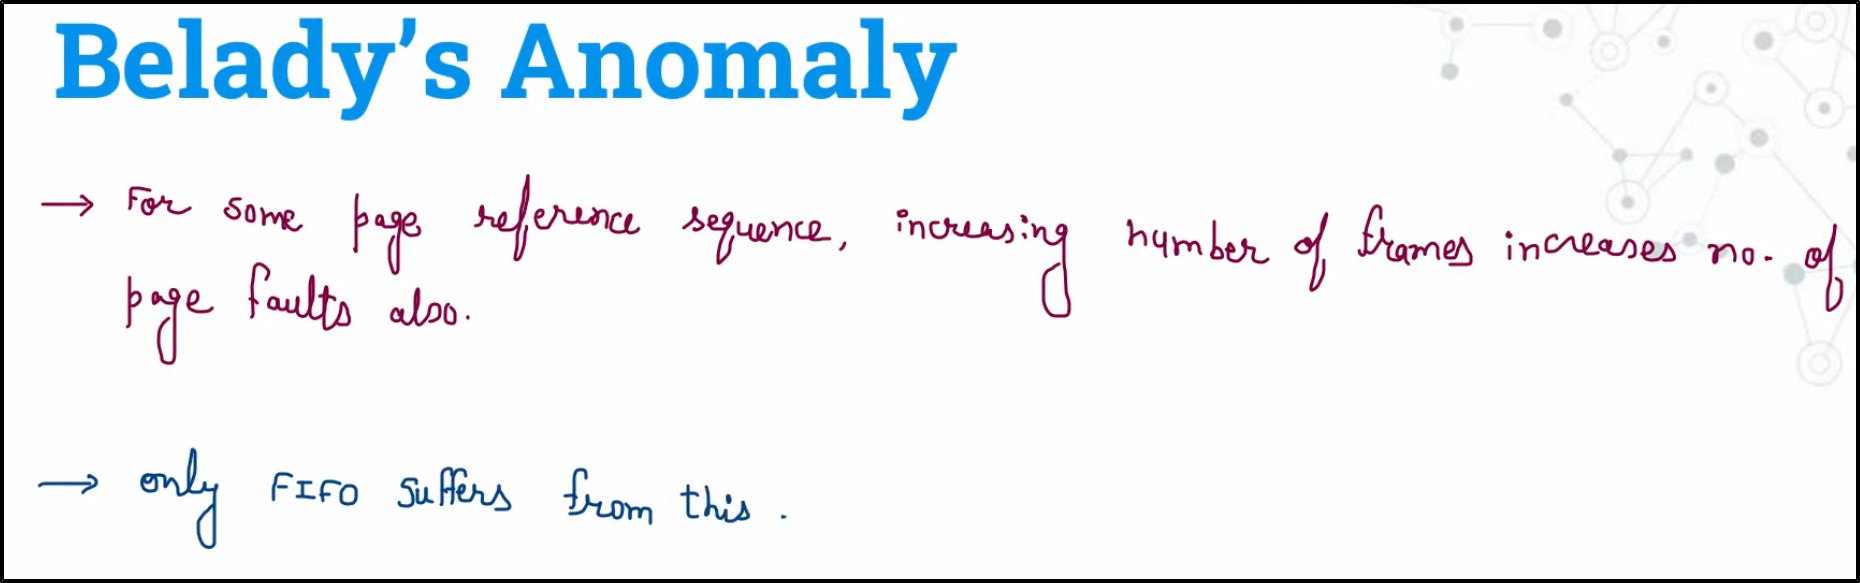 Belady's Anomaly
→ For some page reference sequence, increasing number of frames increases no. of
page faults also.
→ only FIFO suffers from this.